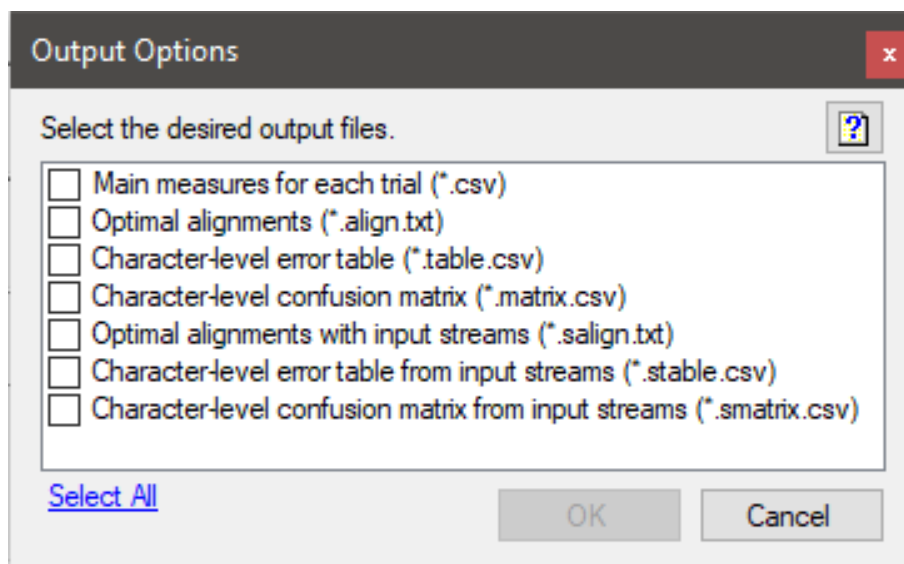 Output Options
x
Select the desired output files.
?
Main measures for each trial (*.csv)
Optimal alignments (*.align.txt)
Character-level error table (*.table.csv)
Character-level confusion matrix (*.matrix.csv)
Optimal alignments with input streams (*.salign.txt)
Character-level error table from input streams (*.stable.csv)
Character-level confusion matrix from input streams (*.smatrix.csv)
Select All
OK
Cancel